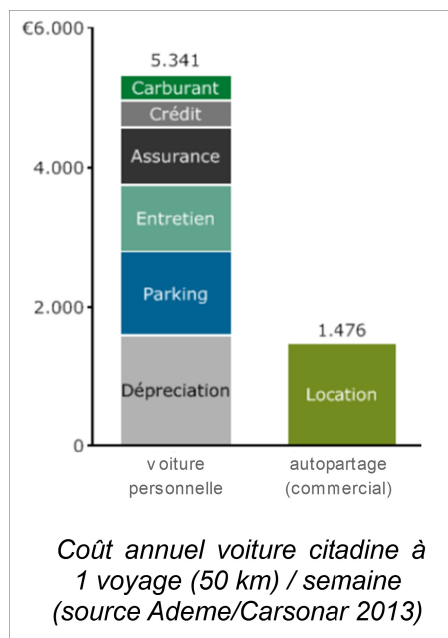 €6.000
5.341
Carburant
Crédit
Assurance
4.000
Entretien
Parking
2.000
1.476
Dépreciation
Location
0
voiture
personnelle
autopartage
(commercial)
Coût annuel voiture citadine à
1 voyage (50 km) / semaine
(source Ademe/Carsonar 2013)